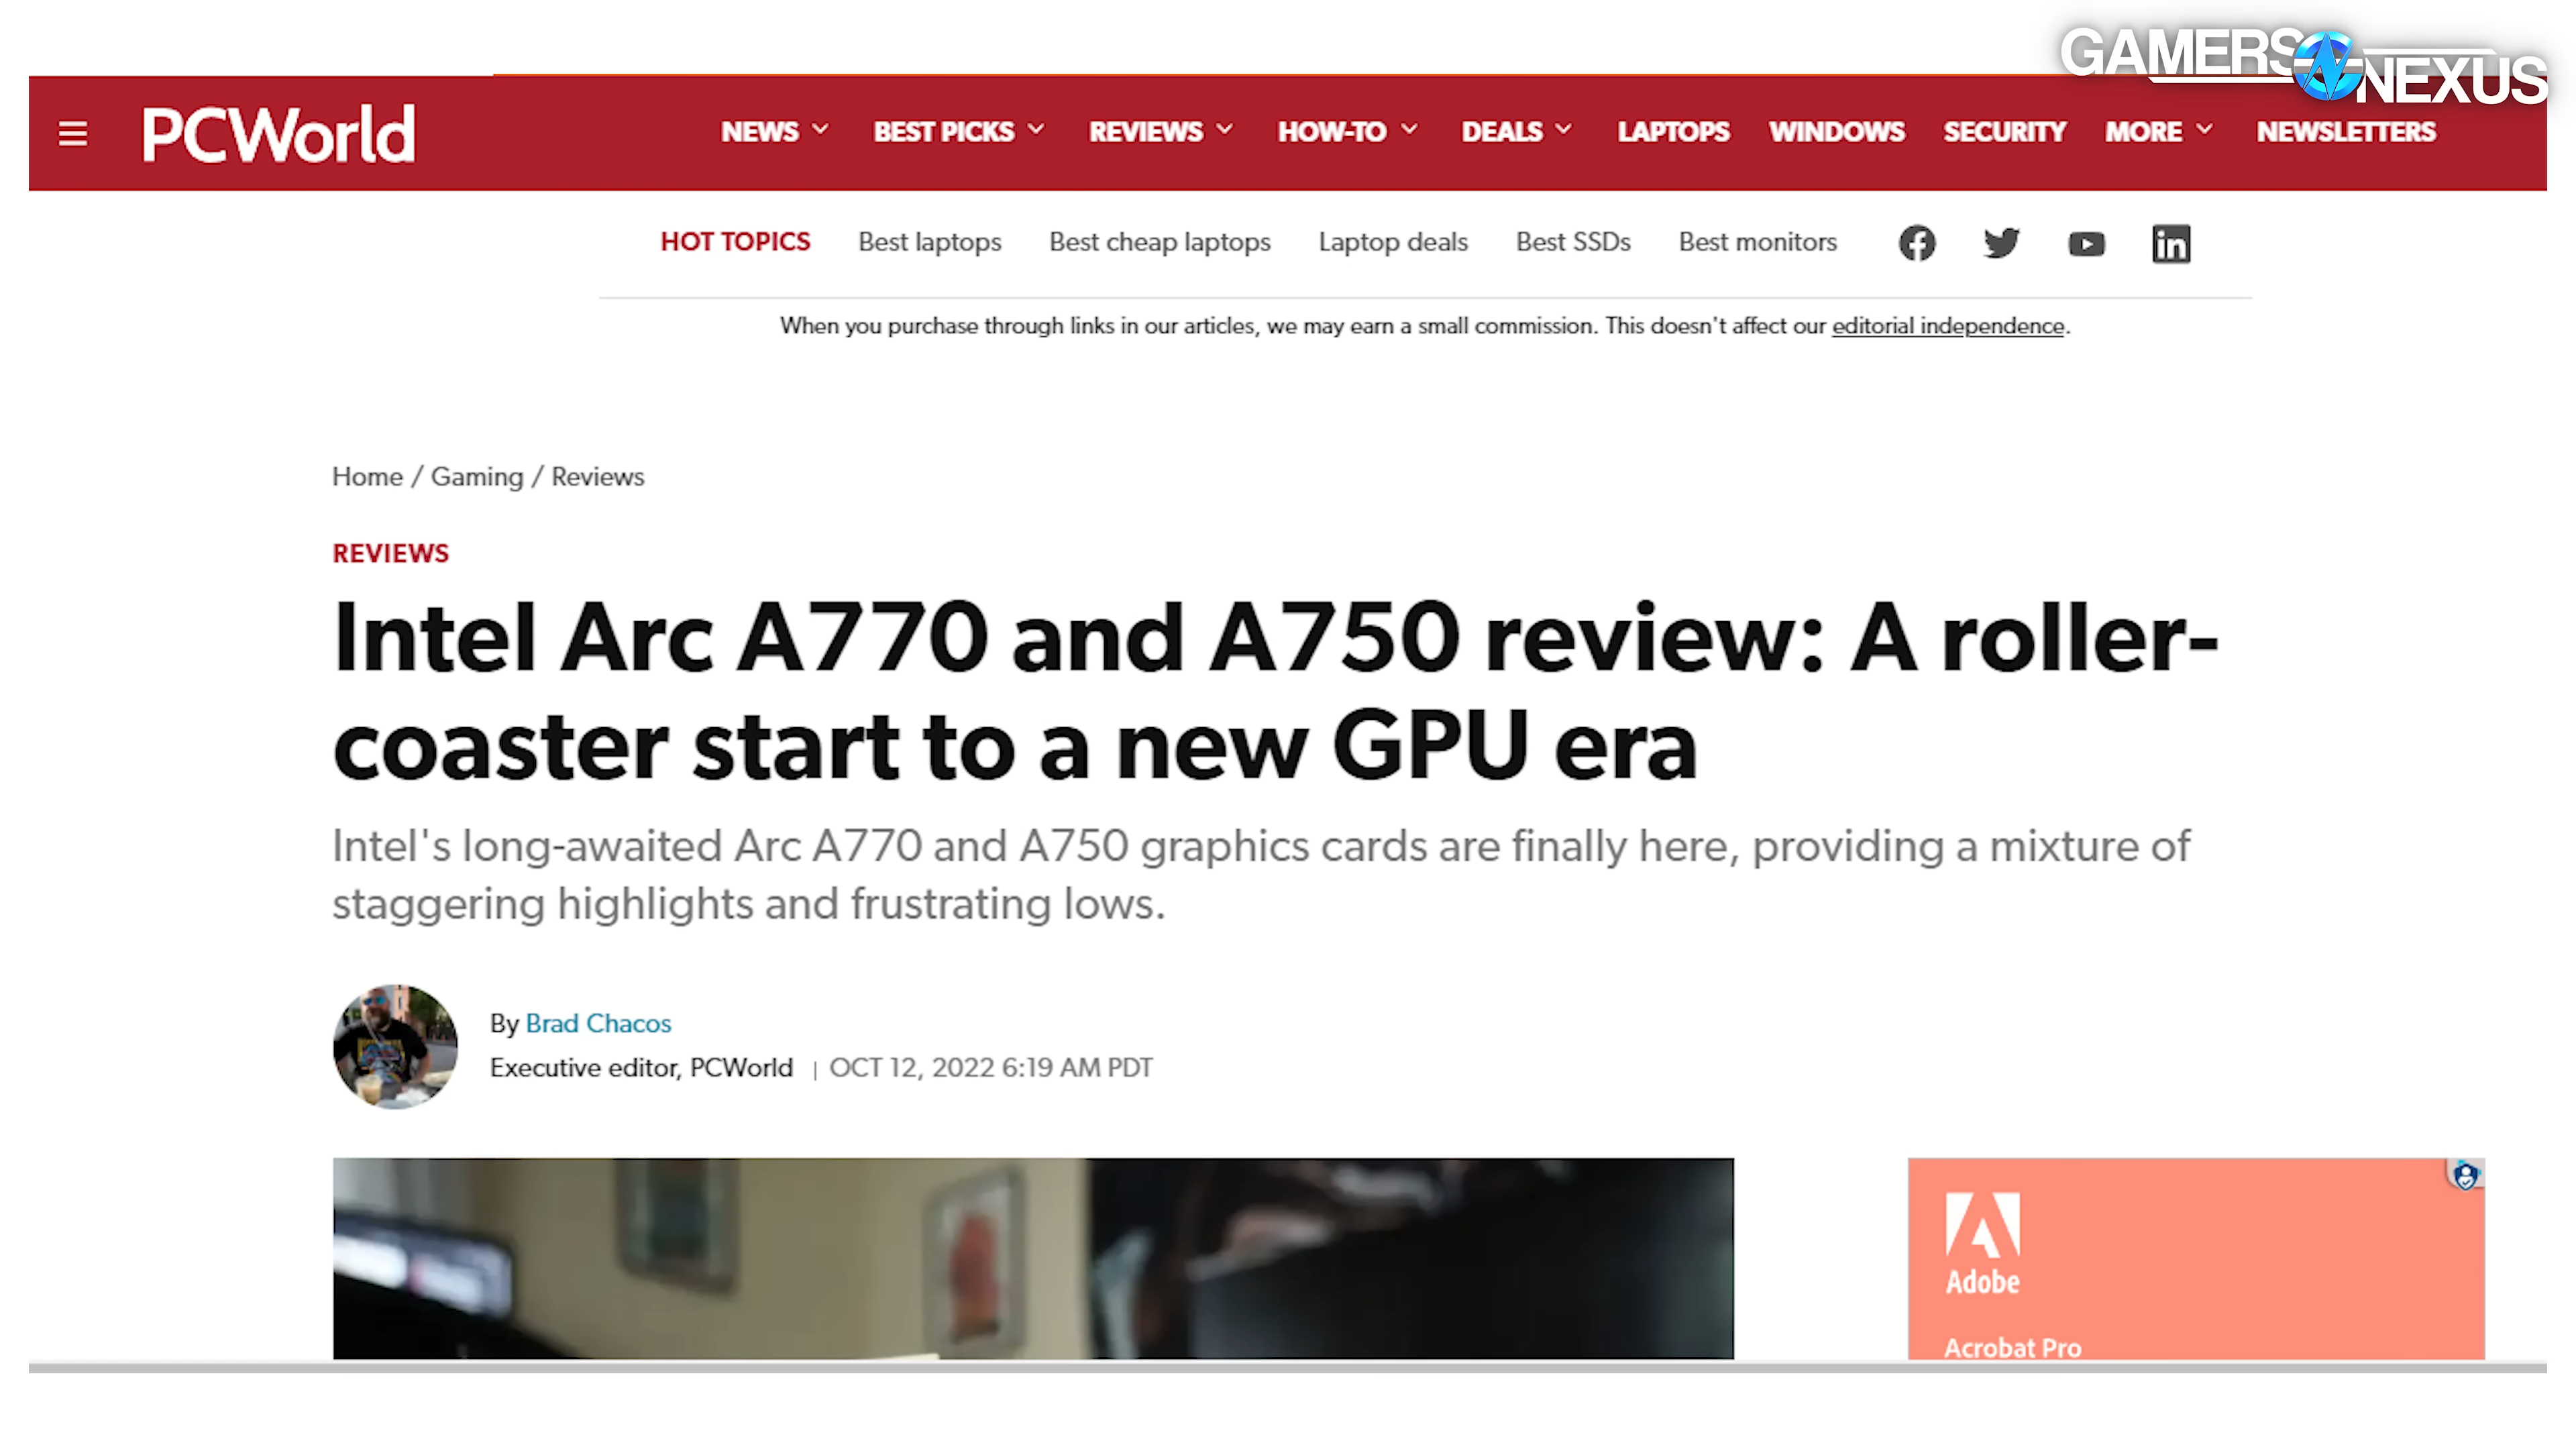 GAMERS NEXUS
PCWorld
NEWS BEST PICKS REVIEWS HOW-TO DEALS LAPTOPS WINDOWS SECURITY MORE NEWSLETTERS
HOT TOPICS Best laptops Best cheap laptops Laptop deals Best SSDs Best monitors
When you purchase through links in our articles, we may earn a small commission. This doesn't affect our editorial independence.
Home / Gaming / Reviews
REVIEWS
Intel Arc A770 and A750 review: A roller-
coaster start to a new GPU era
Intel's long-awaited Arc A770 and A750 graphics cards are finally here, providing a mixture of
staggering highlights and frustrating lows.
By Brad Chacos
Executive editor, PCWorld | OCT 12, 2022 6:19 AM PDT
Adobe
Acrobat Pro